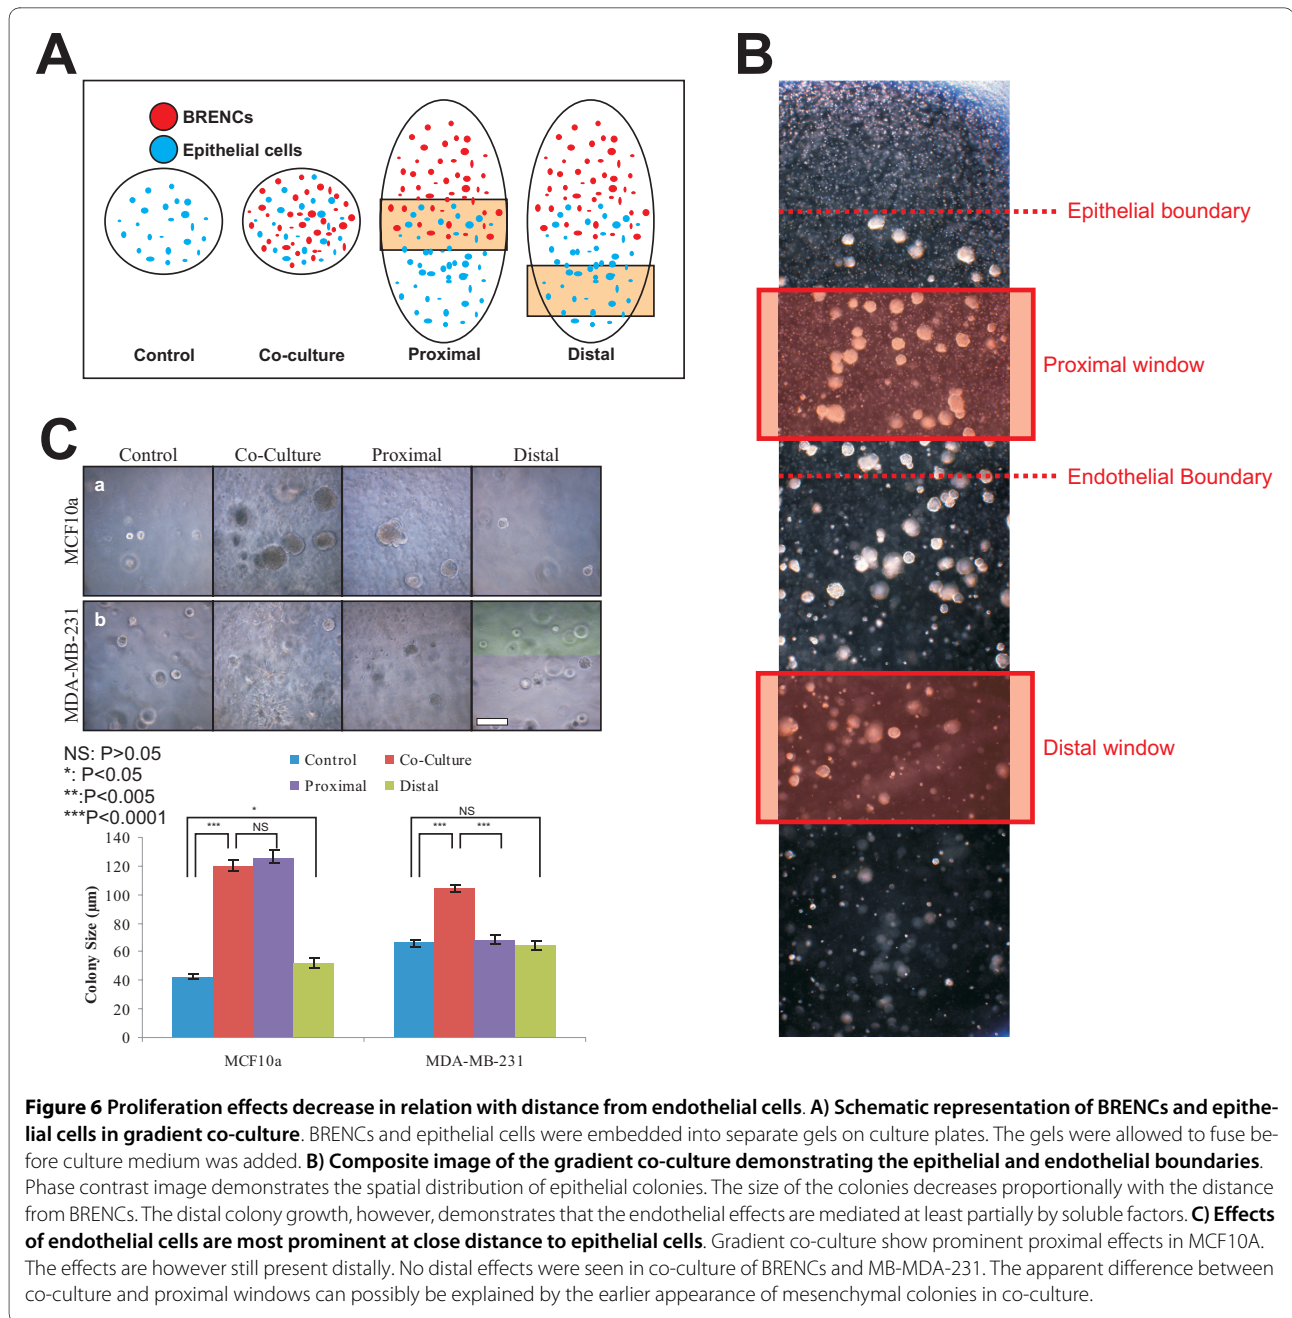 A
BRENCs
Epithelial cells
Control
Co-culture
Proximal
Distal
B
Epithelial boundary
Proximal window
Endothelial Boundary
Distal window
C
Control
Co-Culture
Proximal
Distal
MCF10a
a
MDA-MB-231
b
NS: P>0.05
*: P<0.05
**:P<0.005
***P<0.0001
Control
Co-Culture
Proximal
Distal
*
***
NS
NS
***
***
Colony Size (µm)
140
120
100
80
60
40
20
0
MCF10a
MDA-MB-231
Figure 6 Proliferation effects decrease in relation with distance from endothelial cells. A) Schematic representation of BRENCs and epithe-
lial cells in gradient co-culture. BRENCs and epithelial cells were embedded into separate gels on culture plates. The gels were allowed to fuse be-
fore culture medium was added. B) Composite image of the gradient co-culture demonstrating the epithelial and endothelial boundaries.
Phase contrast image demonstrates the spatial distribution of epithelial colonies. The size of the colonies decreases proportionally with the distance
from BRENCs. The distal colony growth, however, demonstrates that the endothelial effects are mediated at least partially by soluble factors. C) Effects
of endothelial cells are most prominent at close distance to epithelial cells. Gradient co-culture show prominent proximal effects in MCF10A.
The effects are however still present distally. No distal effects were seen in co-culture of BRENCs and MB-MDA-231. The apparent difference between
co-culture and proximal windows can possibly be explained by the earlier appearance of mesenchymal colonies in co-culture.